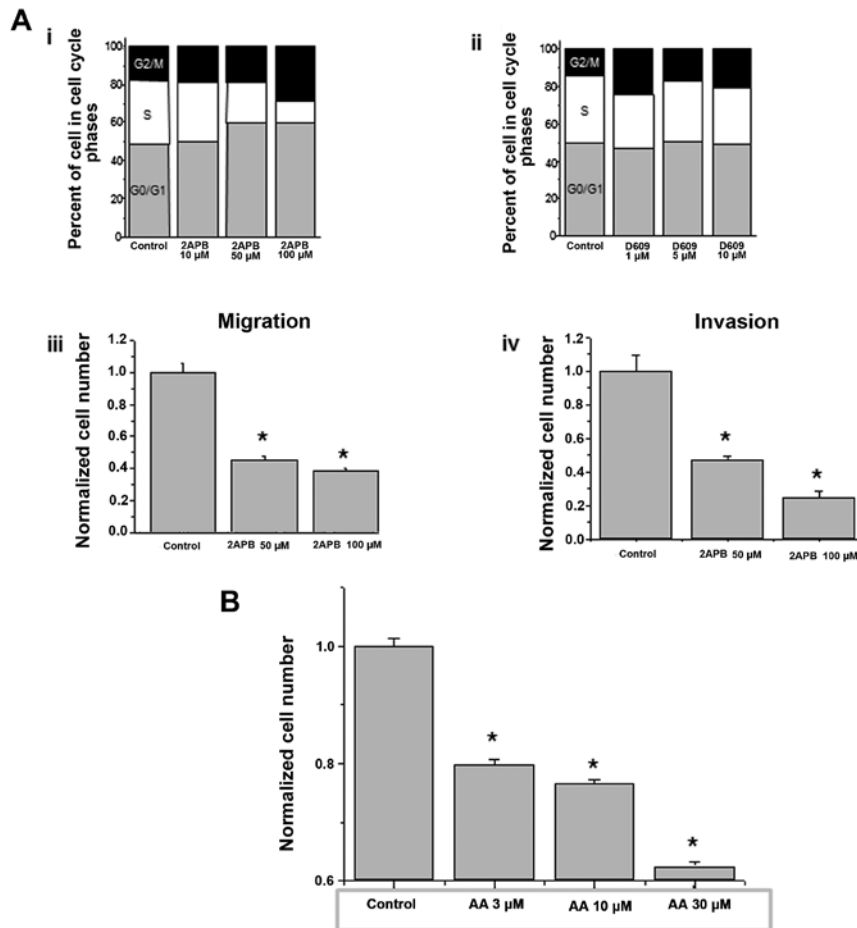 A
i
Percent of cell in cell cycle
phases
100
80
60
40
20
0
G2/M
S
G0/G1
Control
2APB
10 µM
2APB
50 µM
2APB
100 µM
ii
Percent of cell in cell cycle
phases
100
80
60
40
20
0
G2/M
S
G0/G1
Control
D609
1 µM
D609
5 µM
D609
10 µM
iii
Migration
Normalized cell number
1.2
1.0
0.8
0.6
0.4
0.2
0.0
*
*
Control
2APB 50 µM
2APB 100 µM
iv
Invasion
Normalized cell number
1.2
1.0
0.8
0.6
0.4
0.2
0.0
*
*
Control
2APB 50 µM
2APB 100 µM
B
Normalized cell number
1.0
0.8
0.6
*
*
*
Control
AA 3 µM
AA 10 µM
AA 30 µM